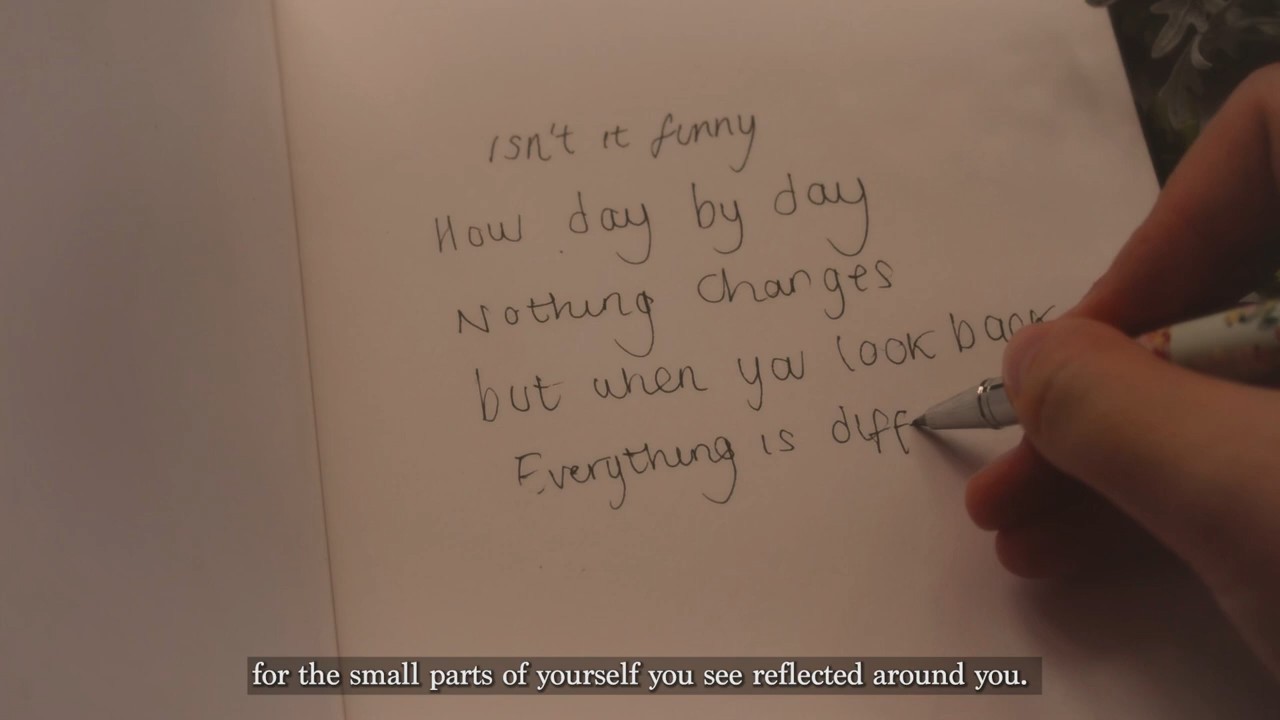 isn't it funny
How day by day
Nothing changes
but when you look back
Everything is diff
for the small parts of yourself you see reflected around you.